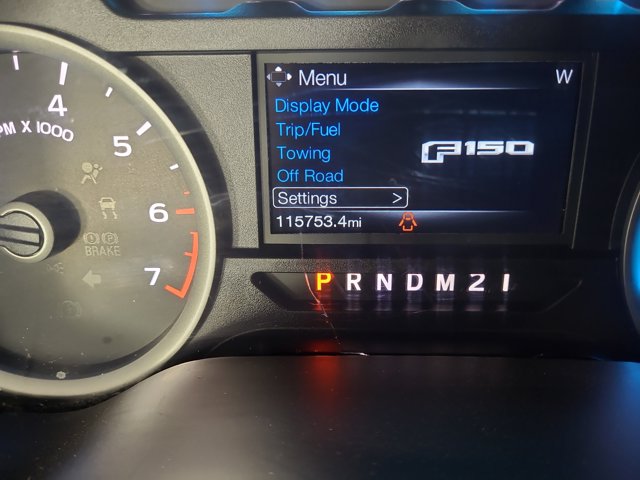 Menu W
Display Mode
Trip/Fuel
Towing
F150
Off Road
Settings >
115753.4mi
P R N D M 2 1
4
5
6
7
PM X 1000
BRAKE